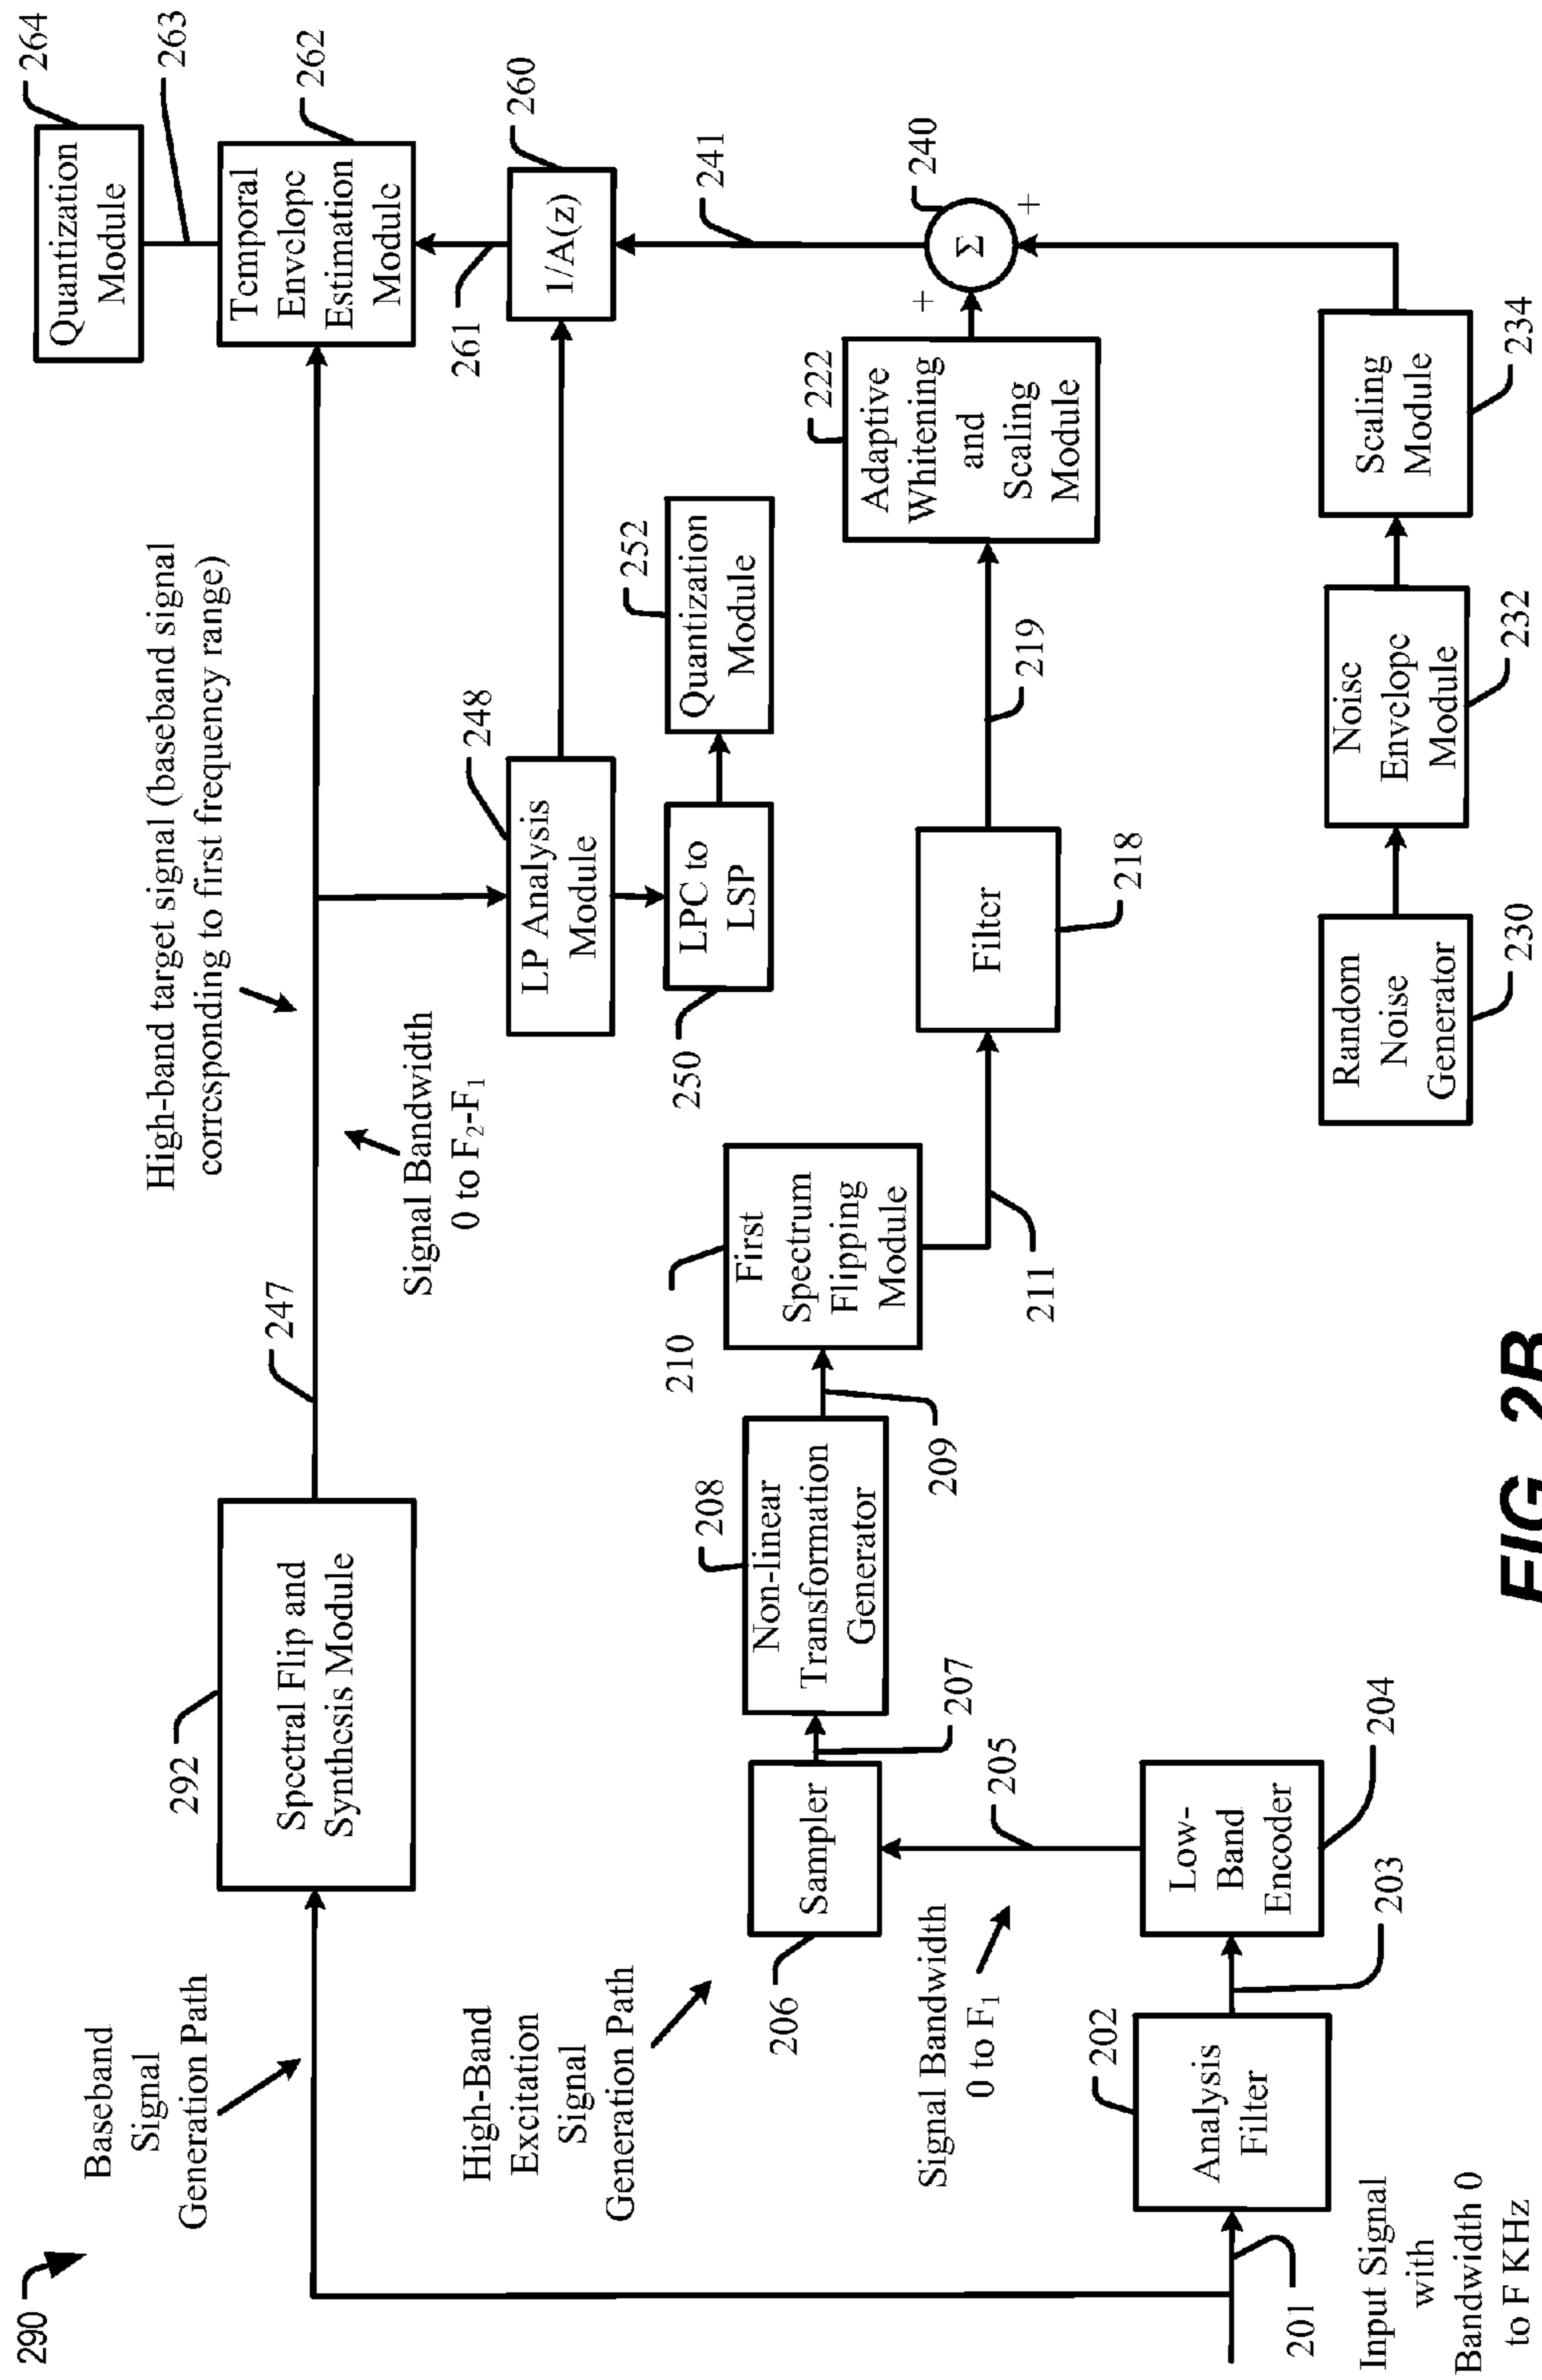 290
Baseband
Signal
Generation Path
292
Spectral Flip and
Synthesis Module
247
High-band target signal (baseband signal
corresponding to first frequency range)
Signal Bandwidth
0 to F2-F1
Quantization
Module
264
263
Temporal
Envelope
Estimation
Module
262
261
1/A(z)
260
LP Analysis
Module
248
LPC to
LSP
250
Quantization
Module
252
241
Σ
240
+
+
High-Band
Excitation
Signal
Generation Path
Sampler
206
207
Non-linear
Transformation
Generator
208
209
First
Spectrum
Flipping
Module
210
211
Filter
218
219
Adaptive
Whitening
and
Scaling
Module
222
Signal Bandwidth
0 to F1
205
Input Signal
with
Bandwidth 0
to F KHz
201
Analysis
Filter
202
203
Low-
Band
Encoder
204
Random
Noise
Generator
230
Noise
Envelope
Module
232
Scaling
Module
234
FIG. 2B